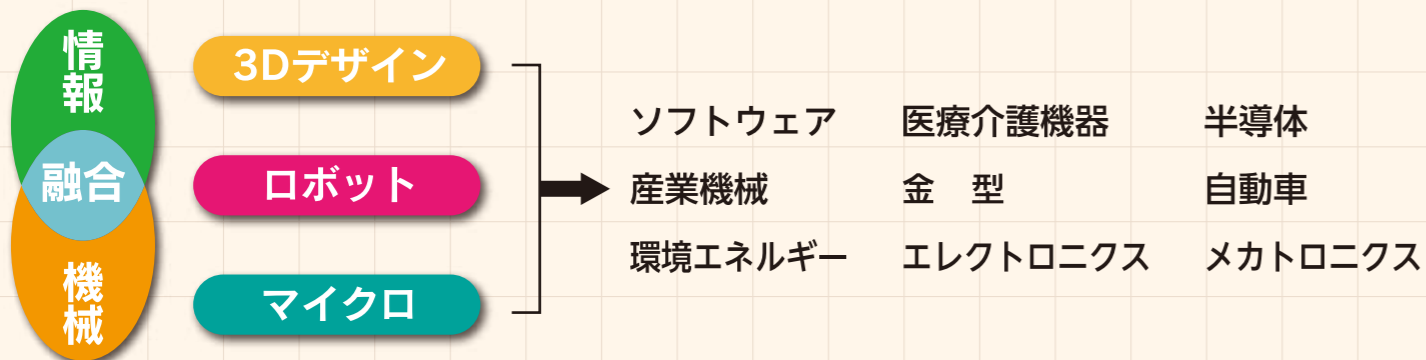 情報
融合
機械
3Dデザイン
ロボット
マイクロ
ソフトウェア 医療介護機器 半導体
産業機械 金　型 自動車
環境エネルギー エレクトロニクス メカトロニクス